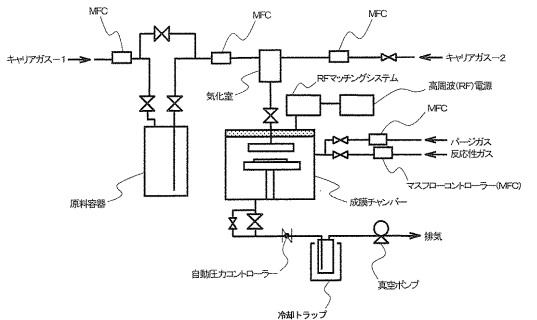 MFC
MFC
MFC
キャリアガス−1
キャリアガス−2
RFマッチングシステム
気化室
高周波(RF)電源
MFC
パージガス
反応性ガス
マスフローコントローラー(MFC)
原料容器
成膜チャンバー
排気
自動圧力コントローラー
真空ポンプ
冷却トラップ